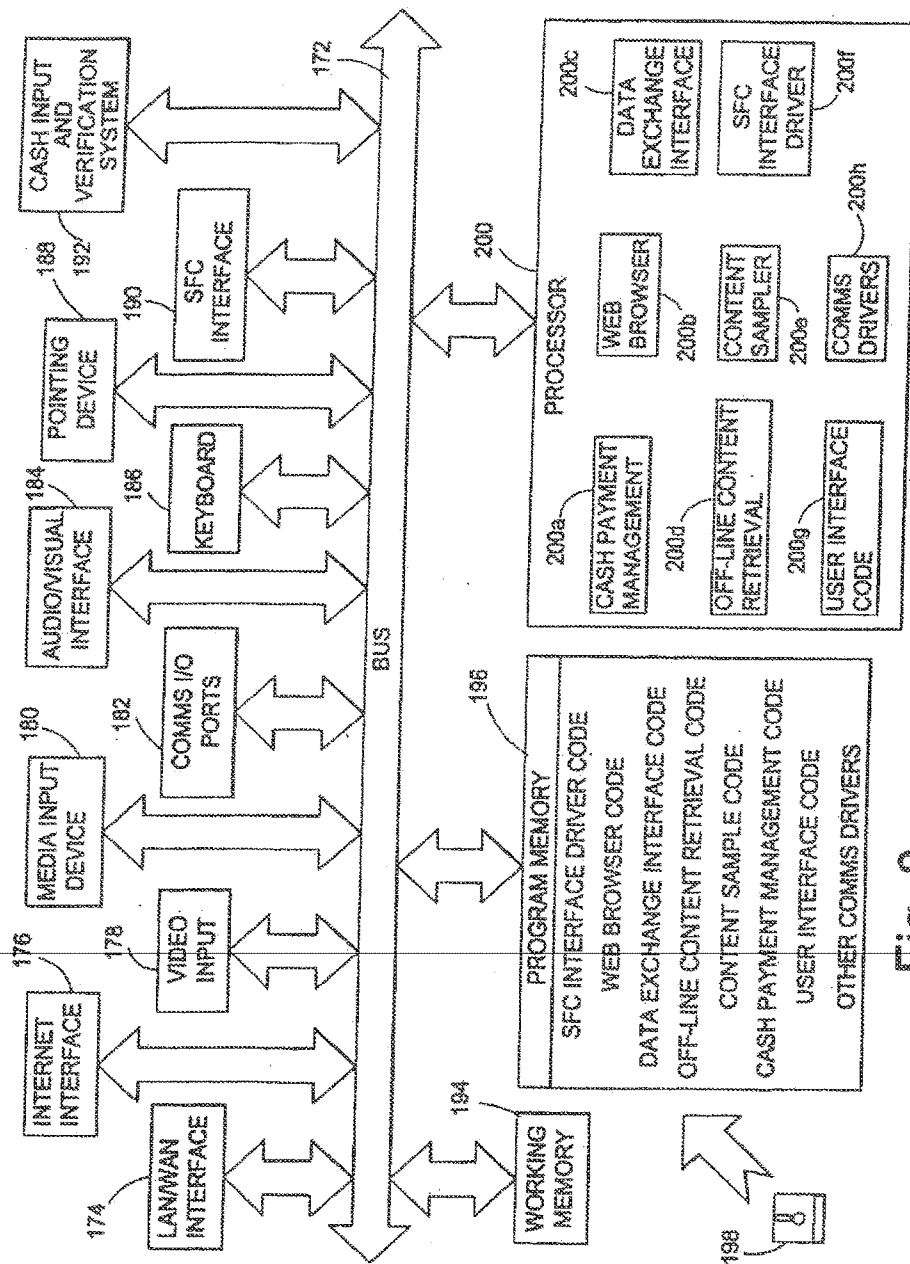 INTERNET
INTERFACE
176
MEDIA INPUT
DEVICE
180
AUDIO/VISUAL
INTERFACE
184
POINTING
DEVICE
188
CASH INPUT
AND
VERIFICATION
SYSTEM
192
174
LAN/WAN
INTERFACE
178
VIDEO
INPUT
182
COMMS I/O
PORTS
186
KEYBOARD
190
SFC
INTERFACE
172
BUS
194
WORKING
MEMORY
198
196
PROGRAM MEMORY
SFC INTERFACE DRIVER CODE
WEB BROWSER CODE
DATA EXCHANGE INTERFACE CODE
OFF-LINE CONTENT RETRIEVAL CODE
CONTENT SAMPLE CODE
CASH PAYMENT MANAGEMENT CODE
USER INTERFACE CODE
OTHER COMMS DRIVERS
PROCESSOR
200
200a
CASH PAYMENT
MANAGEMENT
WEB
BROWSER
200b
200c
DATA
EXCHANGE
INTERFACE
200d
OFF-LINE CONTENT
RETRIEVAL
CONTENT
SAMPLER
200e
SFC
INTERFACE
DRIVER
200f
200g
USER INTERFACE
CODE
COMMS
DRIVERS
200h
Fig.